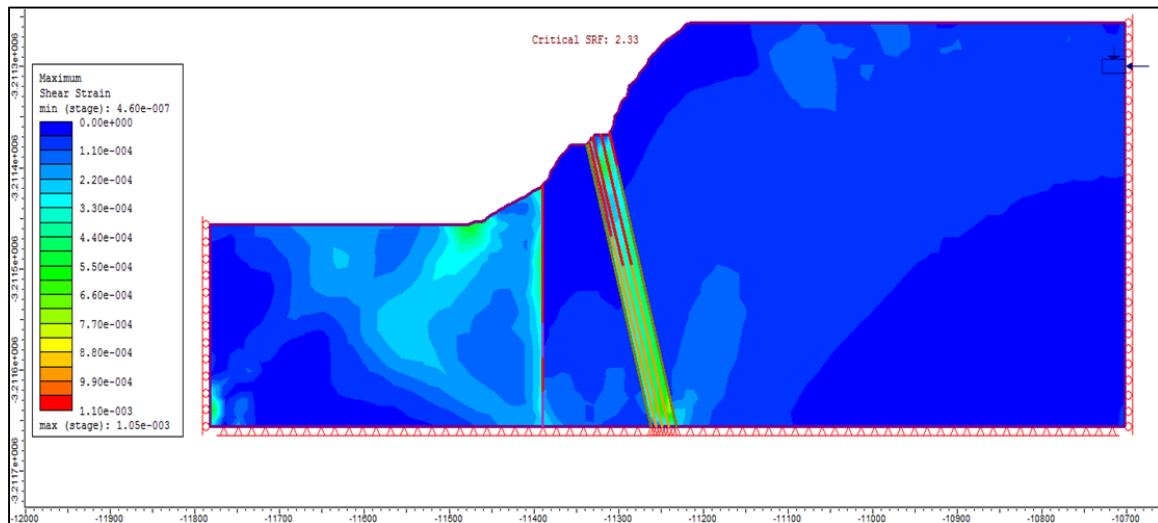 Critical SRF: 2.33
Maximum
Shear Strain
min (stage): 4.60e-007
0.00e+000
1.10e-004
2.20e-004
3.30e-004
4.40e-004
5.50e-004
6.60e-004
7.70e-004
8.80e-004
9.90e-004
1.10e-003
max (stage): 1.05e-003
-3.2113e+006
-3.2114e+006
-3.2115e+006
-3.2116e+006
-3.2117e+006
-12000 -11900 -11800 -11700 -11600 -11500 -11400 -11300 -11200 -11100 -11000 -10900 -10800 -10700